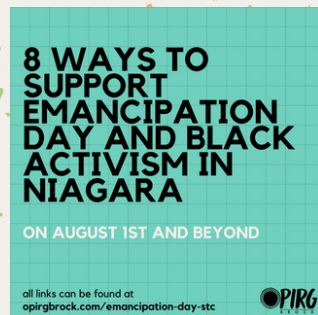 8 WAYS TO
SUPPORT
EMANCIPATION
DAY AND BLACK
ACTIVISM IN
NIAGARA
ON AUGUST 1ST AND BEYOND
all links can be found at
opirgbrock.com/emancipation-day-stc
OPIRG
BROCK